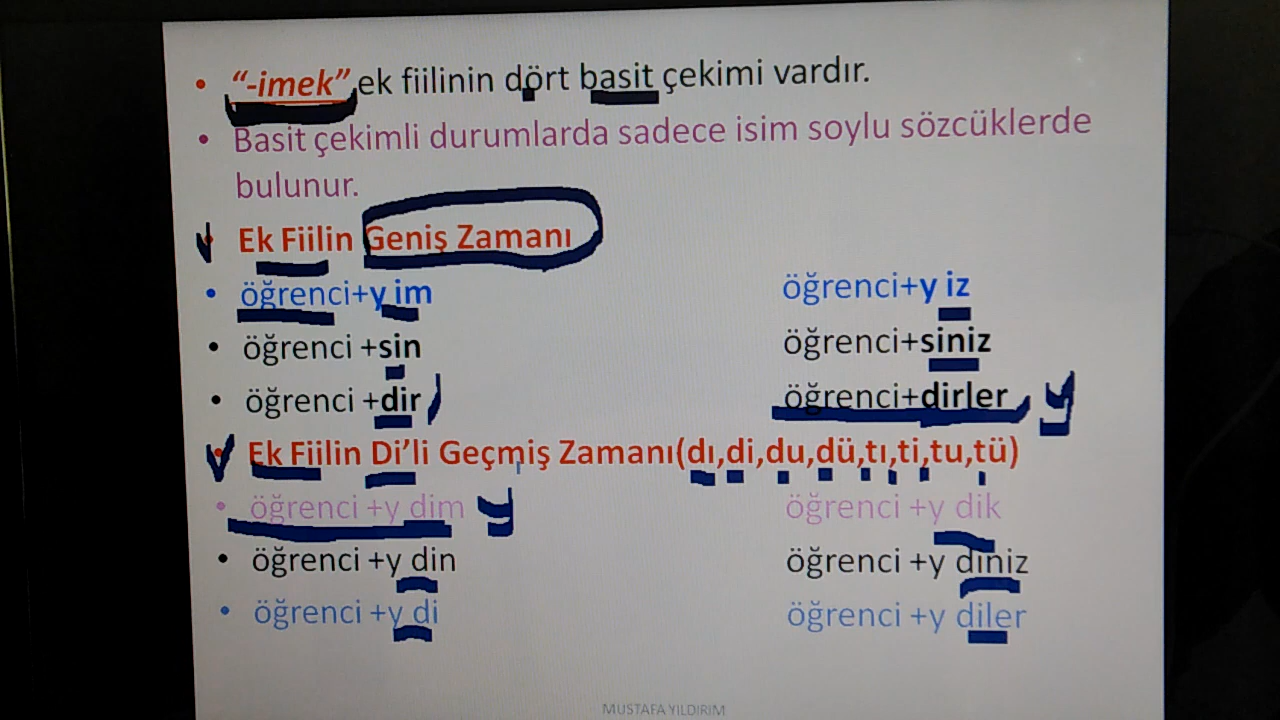 • "-imek" ek fiilinin dört basit çekimi vardır.
• Basit çekimli durumlarda sadece isim soylu sözcüklerde
bulunur.
• Ek Fiilin Geniş Zamanı
• öğrenci+y im öğrenci+y iz
• öğrenci +sin öğrenci+siniz
• öğrenci +dir öğrenci+dirler y
• Ek Fiilin Di'li Geçmiş Zamanı(dı,di,du,dü,tı,ti,tu,tü)
• öğrenci +y dim y öğrenci +y dik
• öğrenci +y din öğrenci +y diniz
• öğrenci +y di öğrenci +y diler
MUSTAFA YILDIRIM